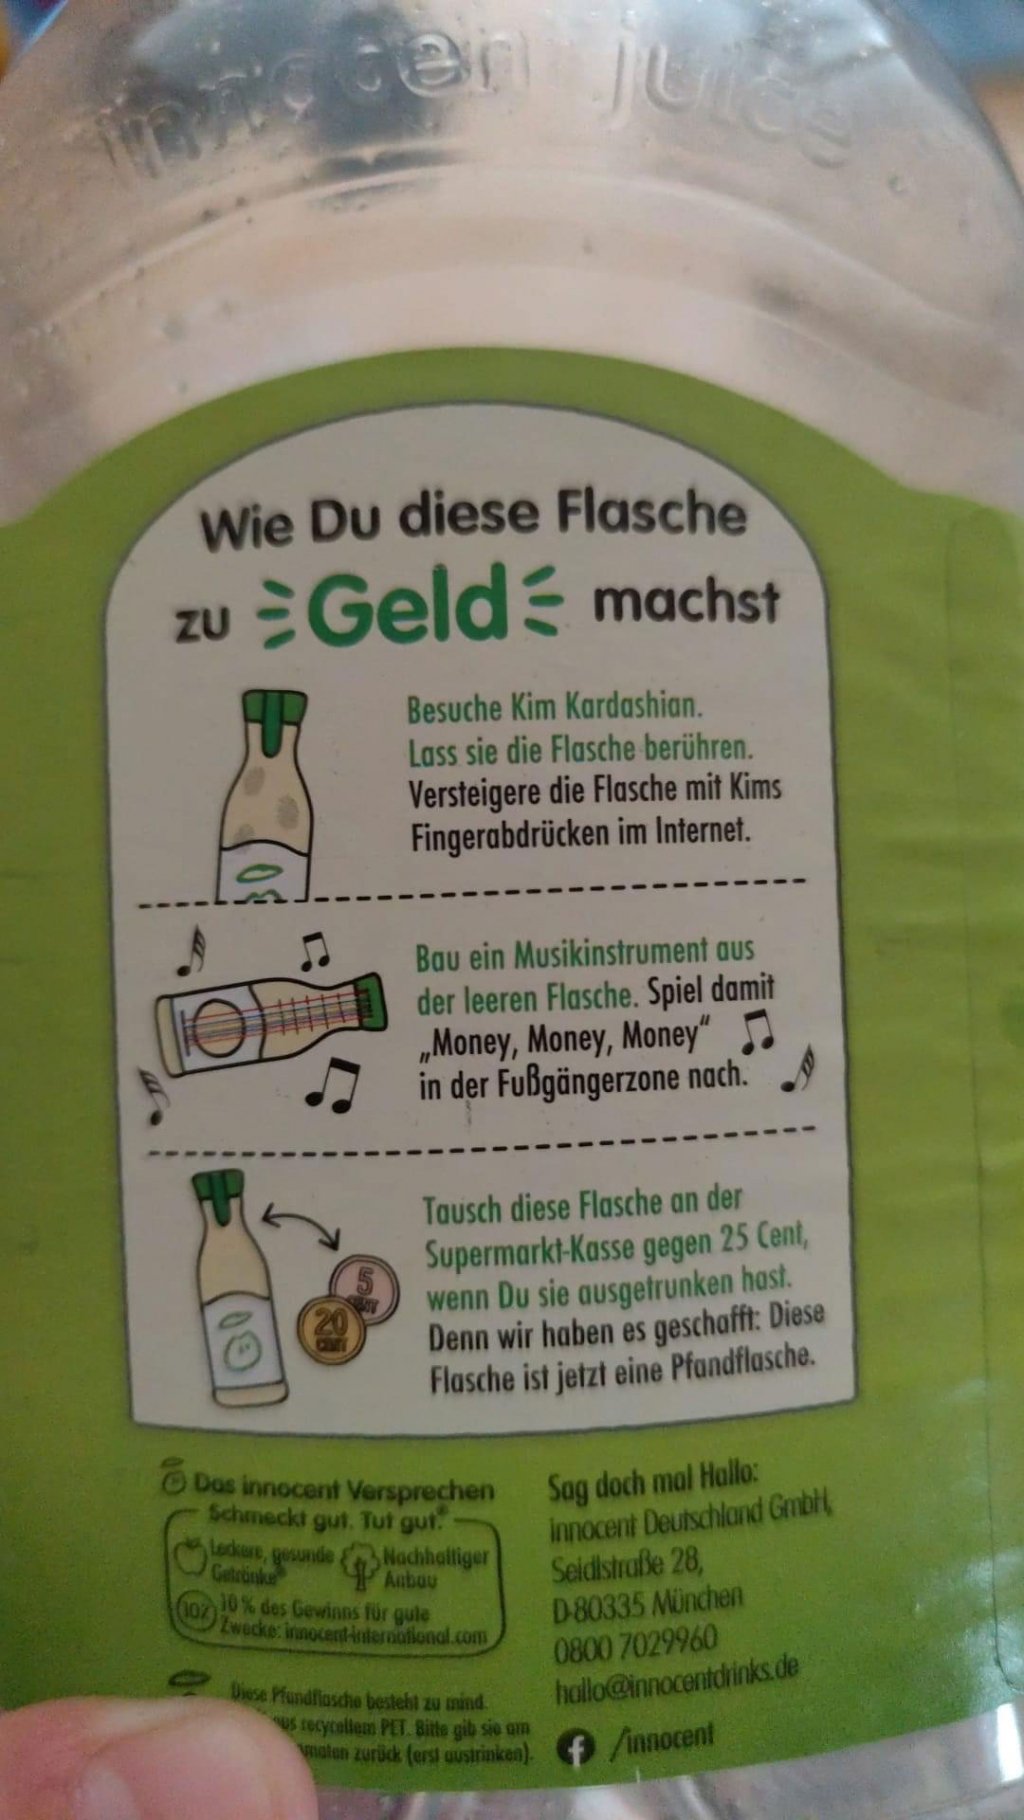 innocent juice
Wie Du diese Flasche
zu Geld machst
Besuche Kim Kardashian.
Lass sie die Flasche berühren.
Versteigere die Flasche mit Kims
Fingerabdrücken im Internet.
Bau ein Musikinstrument aus
der leeren Flasche. Spiel damit
„Money, Money, Money“
in der Fußgängerzone nach.
Tausch diese Flasche an der
Supermarkt-Kasse gegen 25 Cent,
wenn Du sie ausgetrunken hast.
Denn wir haben es geschafft: Diese
Flasche ist jetzt eine Pfandflasche.
5
CENT
20
CENT
Das innocent Versprechen
Schmeckt gut. Tut gut.®
Leckere, gesunde
Getränke
Nachhaltiger
Anbau
10%
10% des Gewinns für gute
Zwecke: innocent-international.com
Diese Pfandflasche besteht zu mind.
aus recyceltem PET. Bitte gib sie am
zurück (erst austrinken).
Sag doch mal Hallo:
innocent Deutschland GmbH,
Seidlstraße 28,
D-80335 München
0800 7029960
hallo@innocentdrinks.de
f /innocent